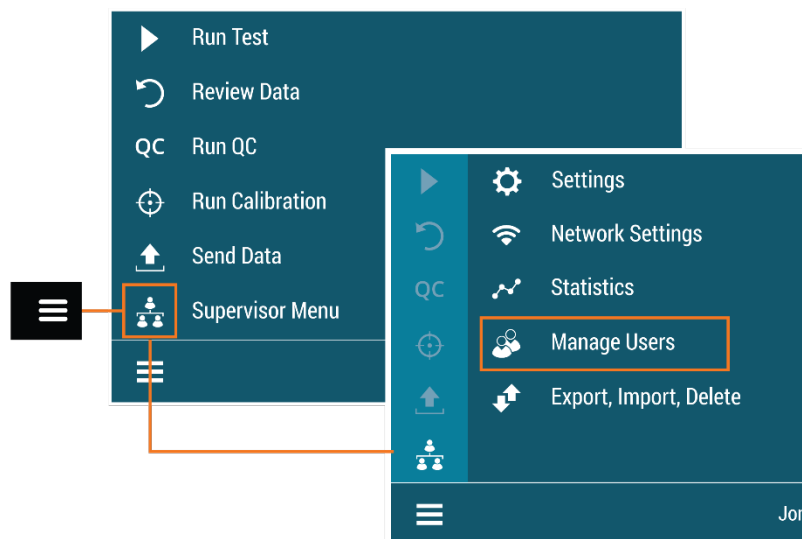 Run Test
Review Data
QC Run QC
Run Calibration
Send Data
Supervisor Menu
Settings
Network Settings
QC
Statistics
Manage Users
Export, Import, Delete
Jor